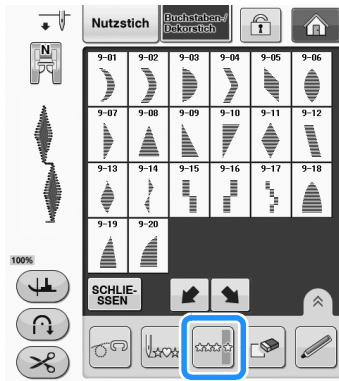 Nutzstich
Buchstaben-/
Dekorstich
N
9-01 9-02 9-03 9-04 9-05 9-06
9-07 9-08 9-09 9-10 9-11 9-12
9-13 9-14 9-15 9-16 9-17 9-18
9-19 9-20
100%
SCHLIE-
SSEN